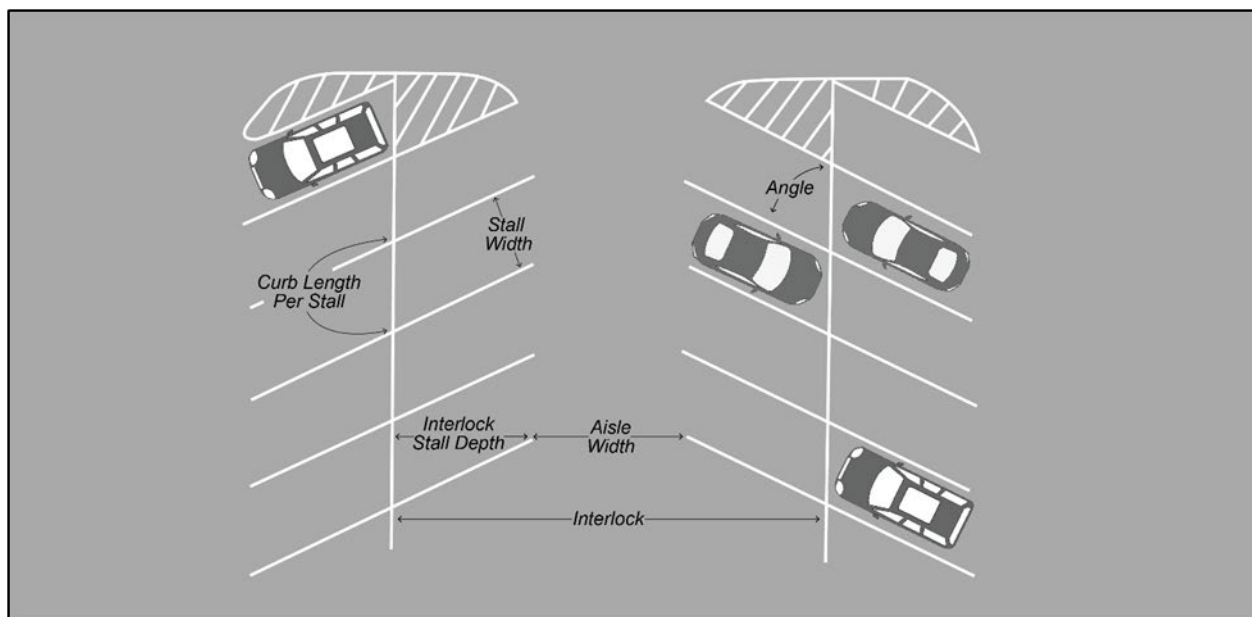 Angle
Stall
Width
Curb Length
Per Stall
Interlock
Stall Depth
Aisle
Width
Interlock